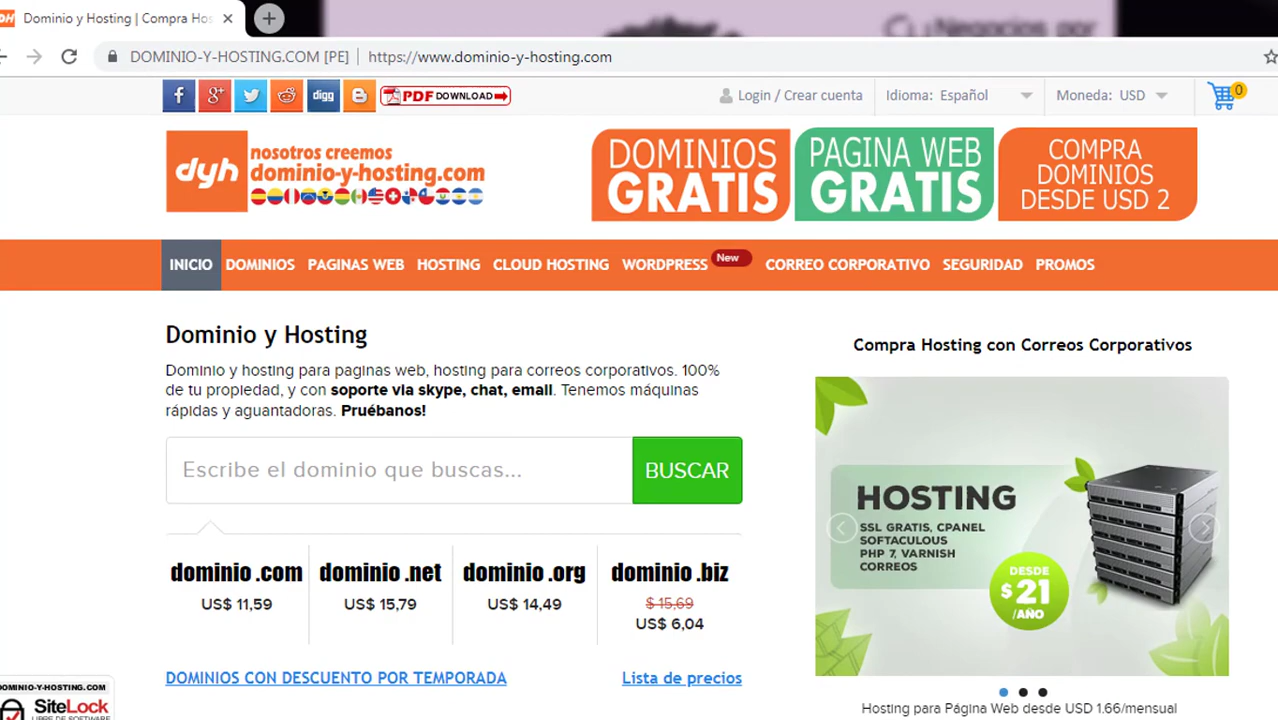 Dominio y Hosting | Compra Hos
Negocios por
DOMINIO-Y-HOSTING.COM [PE] | https://www.dominio-y-hosting.com
f g+ digg PDF DOWNLOAD
Login / Crear cuenta
Idioma: Español
Moneda: USD
0
dyh
nosotros creemos
dominio-y-hosting.com
DOMINIOS
GRATIS
PAGINA WEB
GRATIS
COMPRA
DOMINIOS
DESDE USD 2
INICIO DOMINIOS PAGINAS WEB HOSTING CLOUD HOSTING WORDPRESS New CORREO CORPORATIVO SEGURIDAD PROMOS
Dominio y Hosting
Dominio y hosting para paginas web, hosting para correos corporativos. 100%
de tu propiedad, y con soporte via skype, chat, email. Tenemos máquinas
rápidas y aguantadoras. Pruébanos!
Escribe el dominio que buscas...
BUSCAR
dominio .com
US$ 11,59
dominio .net
US$ 15,79
dominio .org
US$ 14,49
dominio .biz
$ 15,69
US$ 6,04
DOMINIOS CON DESCUENTO POR TEMPORADA
Lista de precios
Compra Hosting con Correos Corporativos
HOSTING
SSL GRATIS, CPANEL
SOFTACULOUS
PHP 7, VARNISH
CORREOS
DESDE
$ 21
/AÑO
Hosting para Página Web desde USD 1.66/mensual
DOMINIO-Y-HOSTING.COM
SiteLock
LIBRE DE SOFTWARE